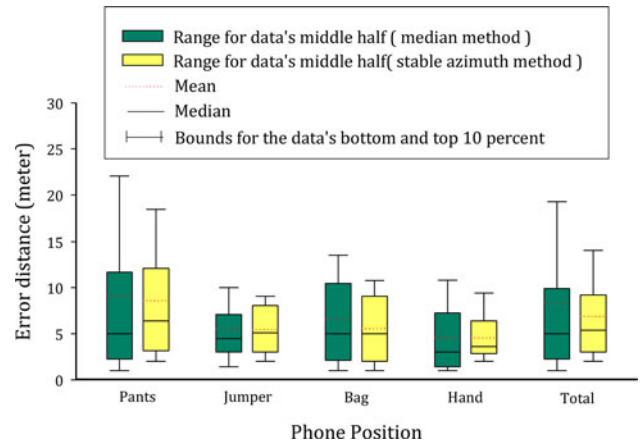 Range for data's middle half ( median method )
Range for data's middle half( stable azimuth method )
Mean
Median
Bounds for the data's bottom and top 10 percent
Error distance (meter)
30
25
20
15
10
5
0
Pants Jumper Bag Hand Total
Phone Position